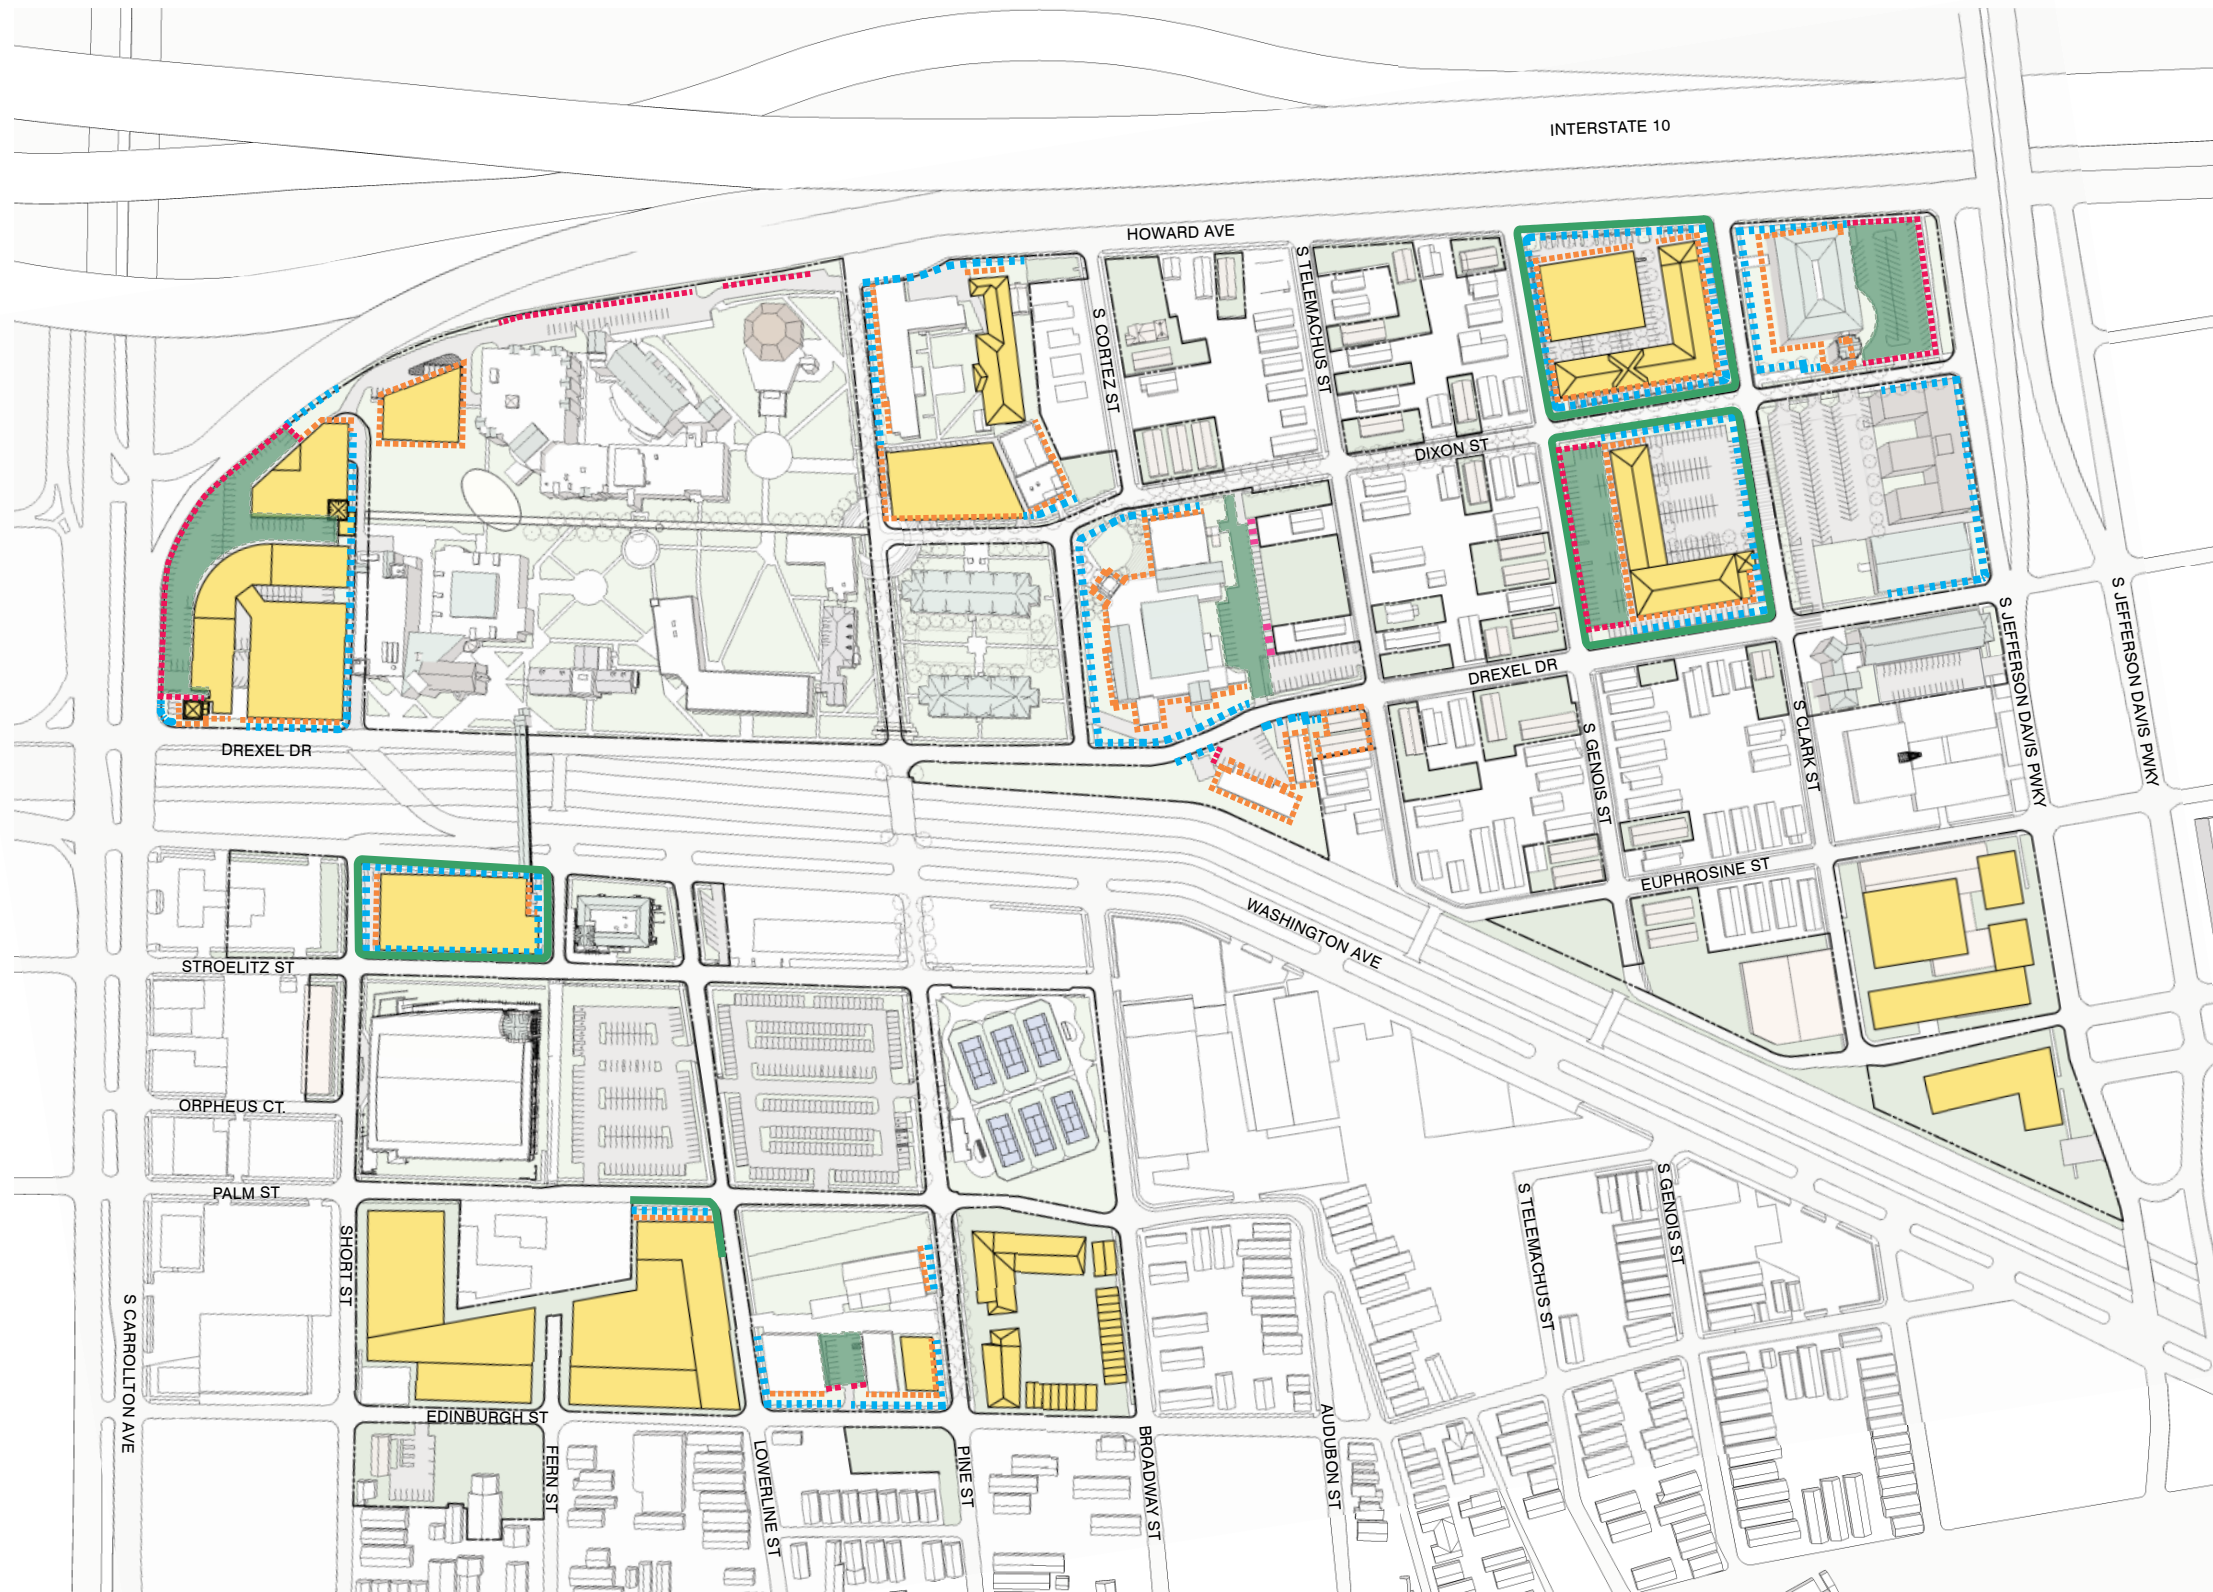 INTERSTATE 10
HOWARD AVE
S TELEMACHUS ST
S CORTEZ ST
DIXON ST
S JEFFERSON DAVIS PWKY
S JEFFERSON DAVIS PWKY
DREXEL DR
S CLARK ST
S GENOIS ST
DREXEL DR
EUPHROSINE ST
WASHINGTON AVE
STROELITZ ST
ORPHEUS CT.
PALM ST
S GENOIS ST
S TELEMACHUS ST
SHORT ST
S CARROLLTON AVE
EDINBURGH ST
AUDUBON ST
BROADWAY ST
LOWERLINE ST
PINE ST
FERN ST